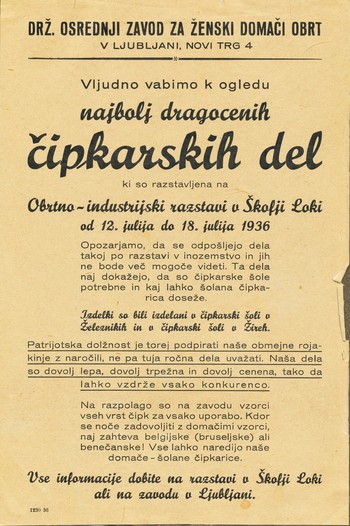 DRŽ. OSREDNJI ZAVOD ZA ŽENSKI DOMAČI OBRT
V LJUBLJANI, NOVI TRG 4
Vljudno vabimo k ogledu
najbolj dragocenih
čipkarskih del
ki so razstavljena na
Obrtno-industrijski razstavi v Škofji Loki
od 12. julija do 18. julija 1936
Opozarjamo, da se odpošljejo dela
takoj po razstavi v inozemstvo in jih
ne bode več mogoče videti. Ta dela
naj dokažejo, da so čipkarske šole
potrebne in kaj lahko šolana čipka-
rica doseže.
Izdelki so bili izdelani v čipkarski šoli v
Železnikih in v čipkarski šoli v Žireh.
Patrijotska dolžnost je torej podpirati naše obmejne roja-
kinje z naročili, ne pa tuja ročna dela uvažati. Naša dela
so dovolj lepa, dovolj trpežna in dovolj cenena, tako da
lahko vzdrže vsako konkurenco.
Na razpolago so na zavodu vzorci
vseh vrst čipk za vsako uporabo. Kdor
se noče zadovoljiti z domačimi vzorci,
naj zahteva belgijske (bruseljske) ali
benečanske! Vse lahko naredijo naše
domače - šolane čipkarice.
Vse informacije dobite na razstavi v Škofji Loki
ali na zavodu v Ljubljani.
1230 36